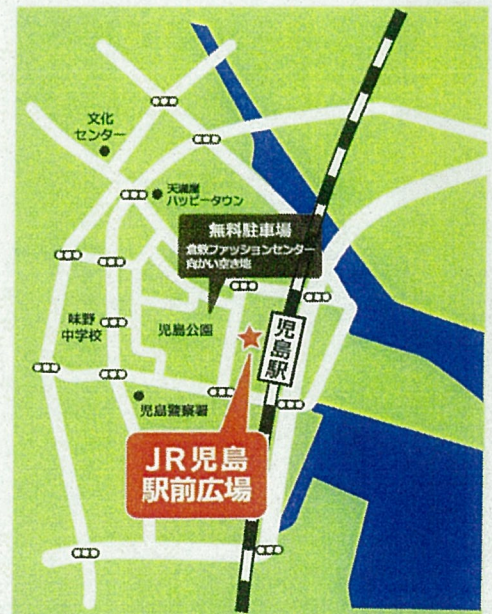 文化
センター
天満屋
ハッピータウン
無料駐車場
倉敷ファッションセンター
向かい空き地
味野
中学校
児島公園
児島駅
児島警察署
JR児島
駅前広場